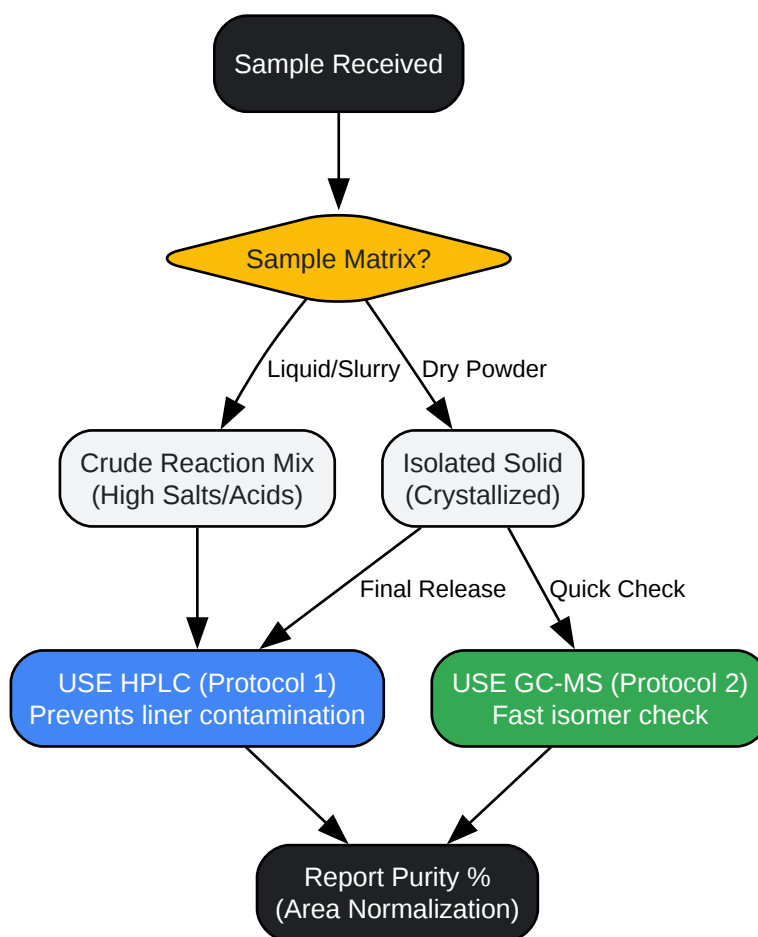 Sample Received
Sample Matrix?
Liquid/Slurry
Dry Powder
Crude Reaction Mix
(High Salts/Acids)
Isolated Solid
(Crystallized)
Final Release
Quick Check
USE HPLC (Protocol 1)
Prevents liner contamination
USE GC-MS (Protocol 2)
Fast isomer check
Report Purity %
(Area Normalization)